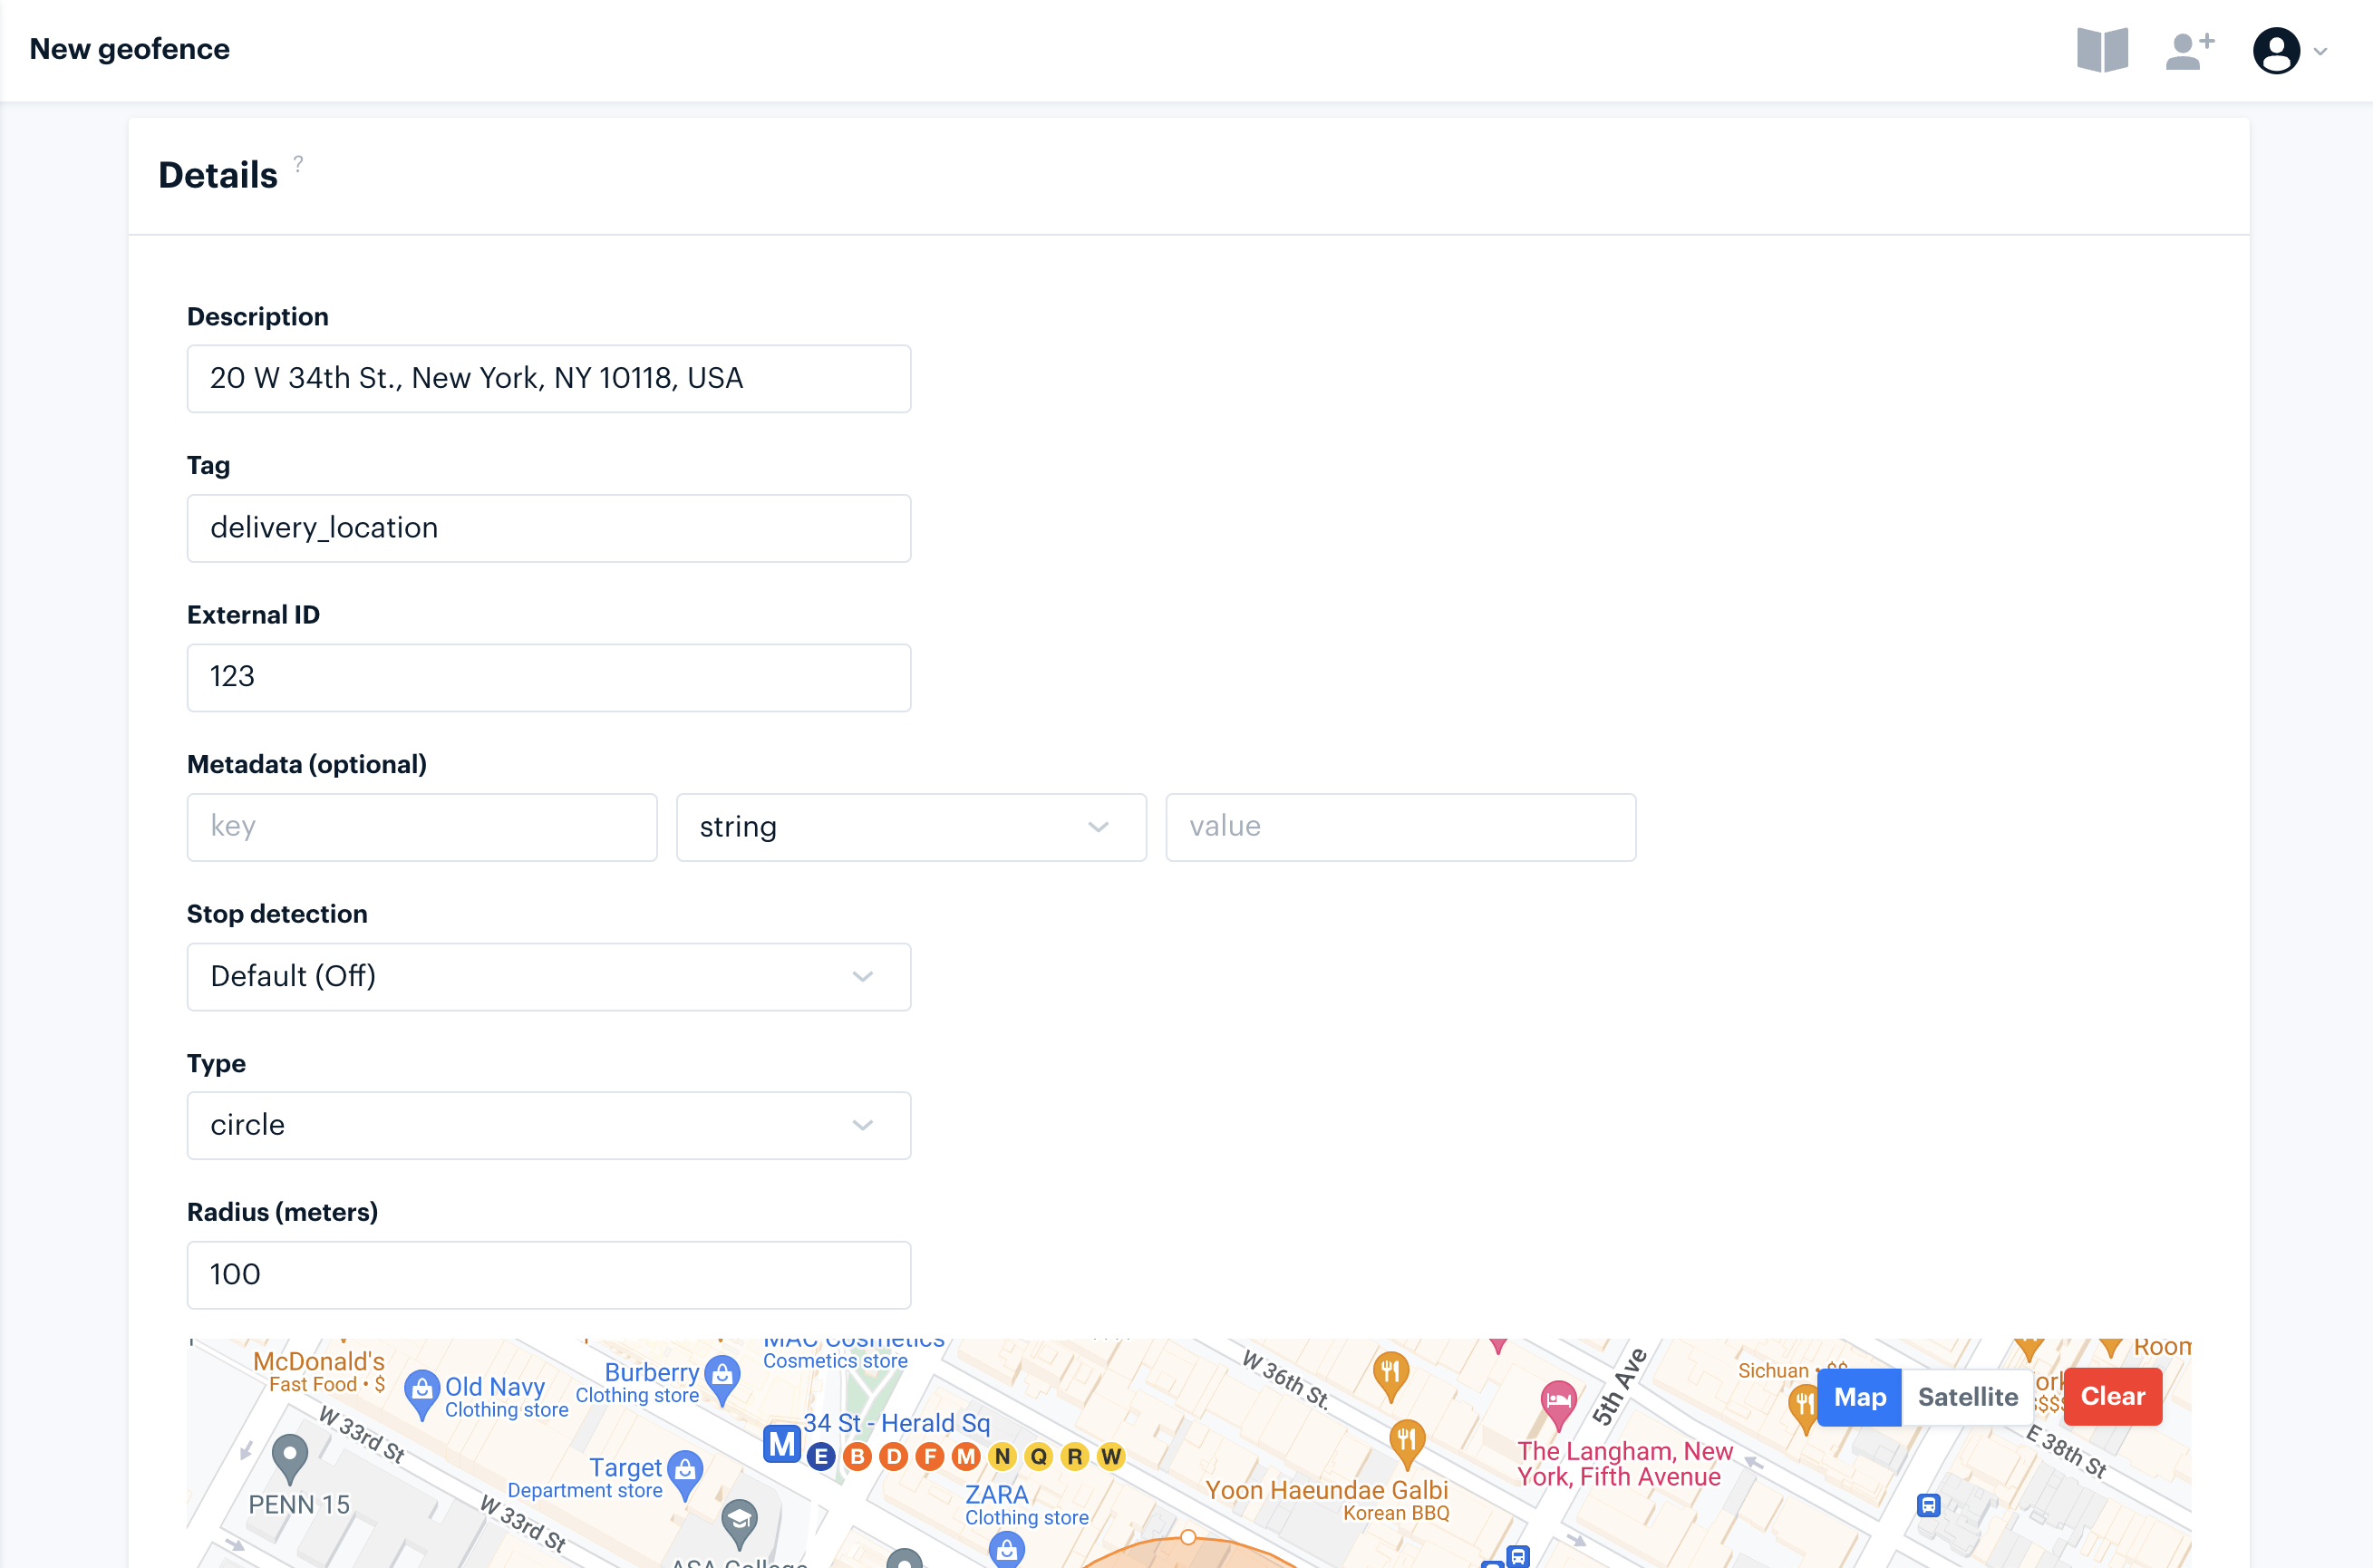 New geofence
Details ?
Description
20 W 34th St., New York, NY 10118, USA
Tag
delivery_location
External ID
123
Metadata (optional)
key
string
value
Stop detection
Default (Off)
Type
circle
Radius (meters)
100
MAC Cosmetics
Cosmetics store
McDonald's
Fast Food • $
Old Navy
Clothing store
Burberry
Clothing store
W 36th St.
5th Ave
Sichuan • $$
Map
Satellite
Clear
W 33rd St
34 St - Herald Sq
M
E B D F M N Q R W
The Langham, New
York, Fifth Avenue
E 38th St
PENN 15
Target
Department store
W 33rd St
ZARA
Clothing store
Yoon Haeundae Galbi
Korean BBQ
ASA College